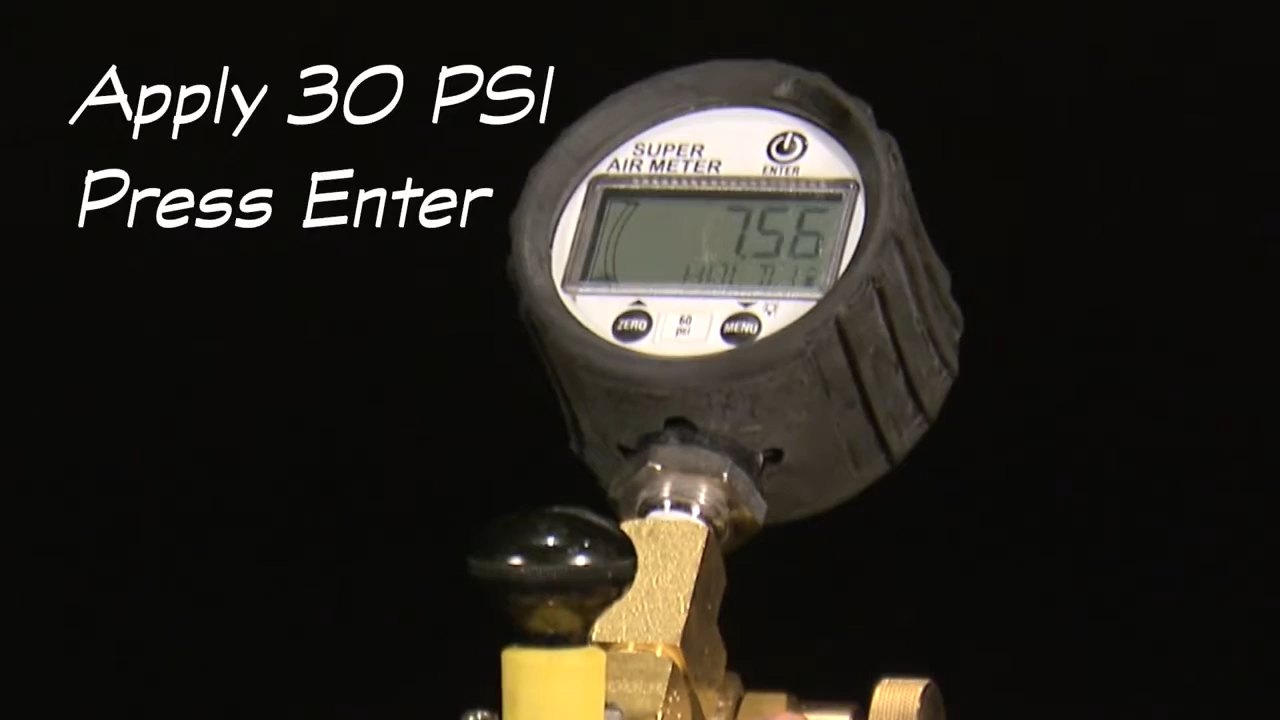 Apply 30 PSI
Press Enter
SUPER
AIR METER
ENTER
7.56
ZERO
60
psi
MENU